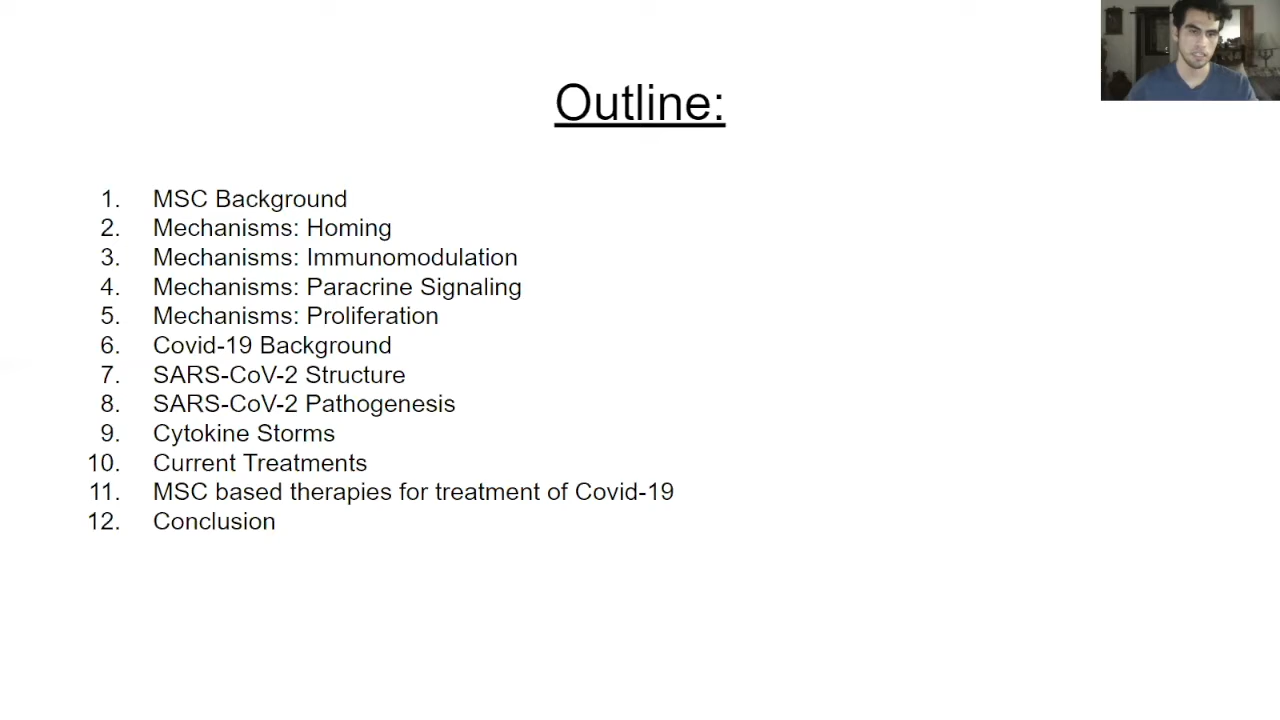 Outline:
1. MSC Background
2. Mechanisms: Homing
3. Mechanisms: Immunomodulation
4. Mechanisms: Paracrine Signaling
5. Mechanisms: Proliferation
6. Covid-19 Background
7. SARS-CoV-2 Structure
8. SARS-CoV-2 Pathogenesis
9. Cytokine Storms
10. Current Treatments
11. MSC based therapies for treatment of Covid-19
12. Conclusion